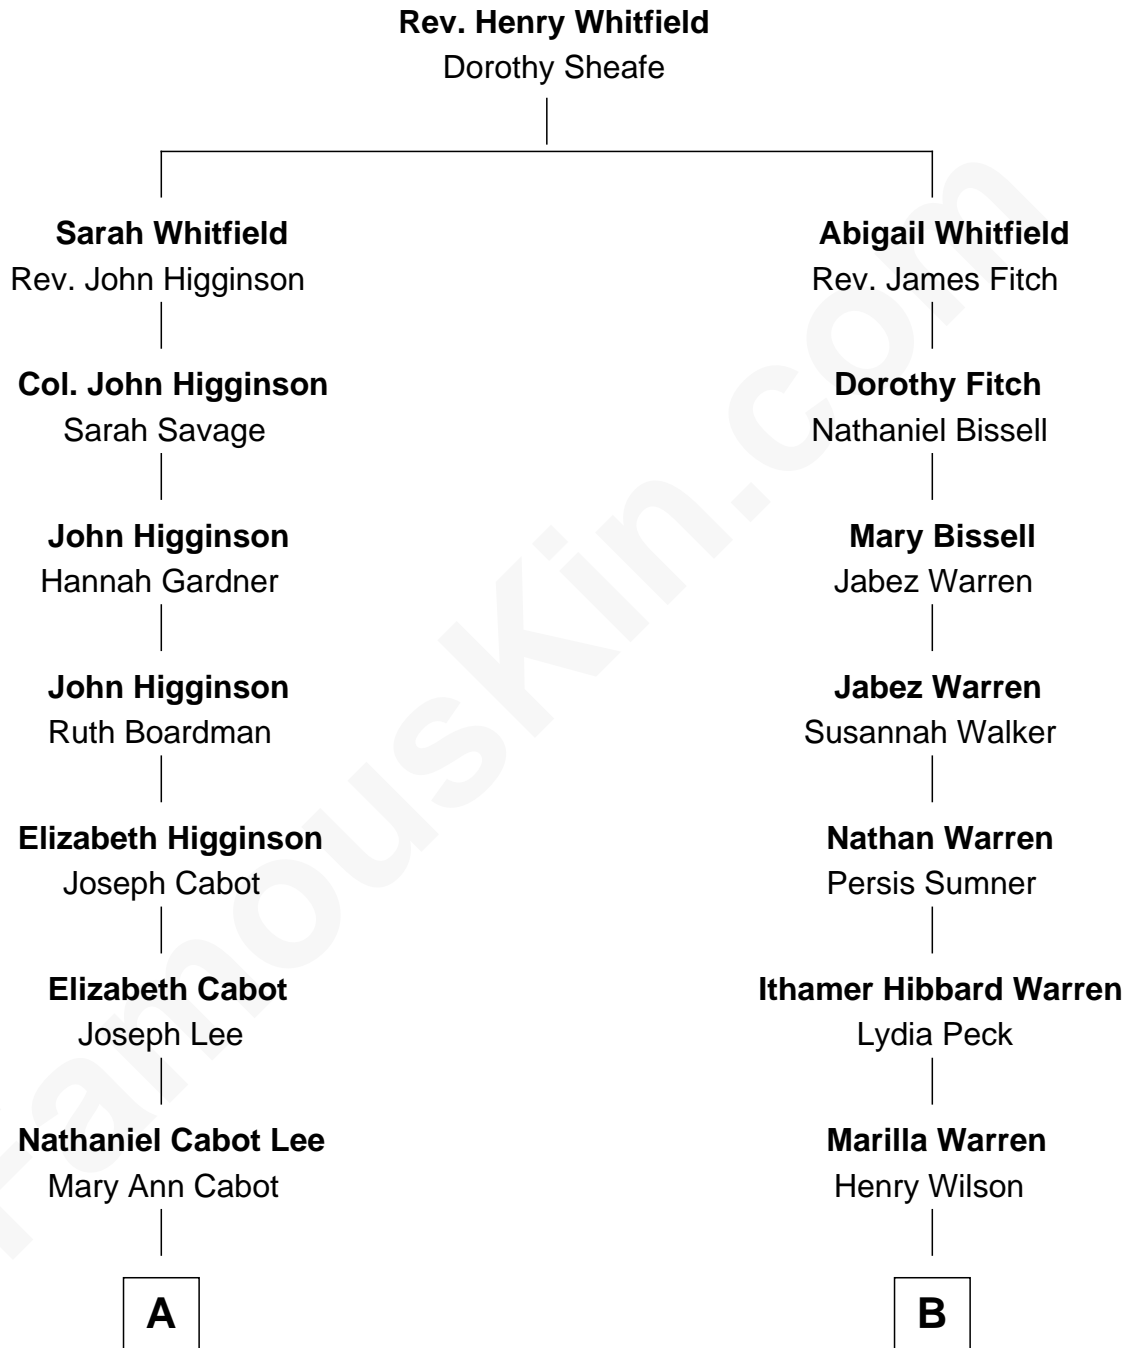 Rev. Henry Whitfield
Dorothy Sheafe
Sarah Whitfield
Rev. John Higginson
Abigail Whitfield
Rev. James Fitch
Col. John Higginson
Sarah Savage
Dorothy Fitch
Nathaniel Bissell
John Higginson
Hannah Gardner
Mary Bissell
Jabez Warren
John Higginson
Ruth Boardman
Jabez Warren
Susannah Walker
Elizabeth Higginson
Joseph Cabot
Nathan Warren
Persis Sumner
Elizabeth Cabot
Joseph Lee
Ithamer Hibbard Warren
Lydia Peck
Nathaniel Cabot Lee
Mary Ann Cabot
Marilla Warren
Henry Wilson
A
B
FamousKin.com